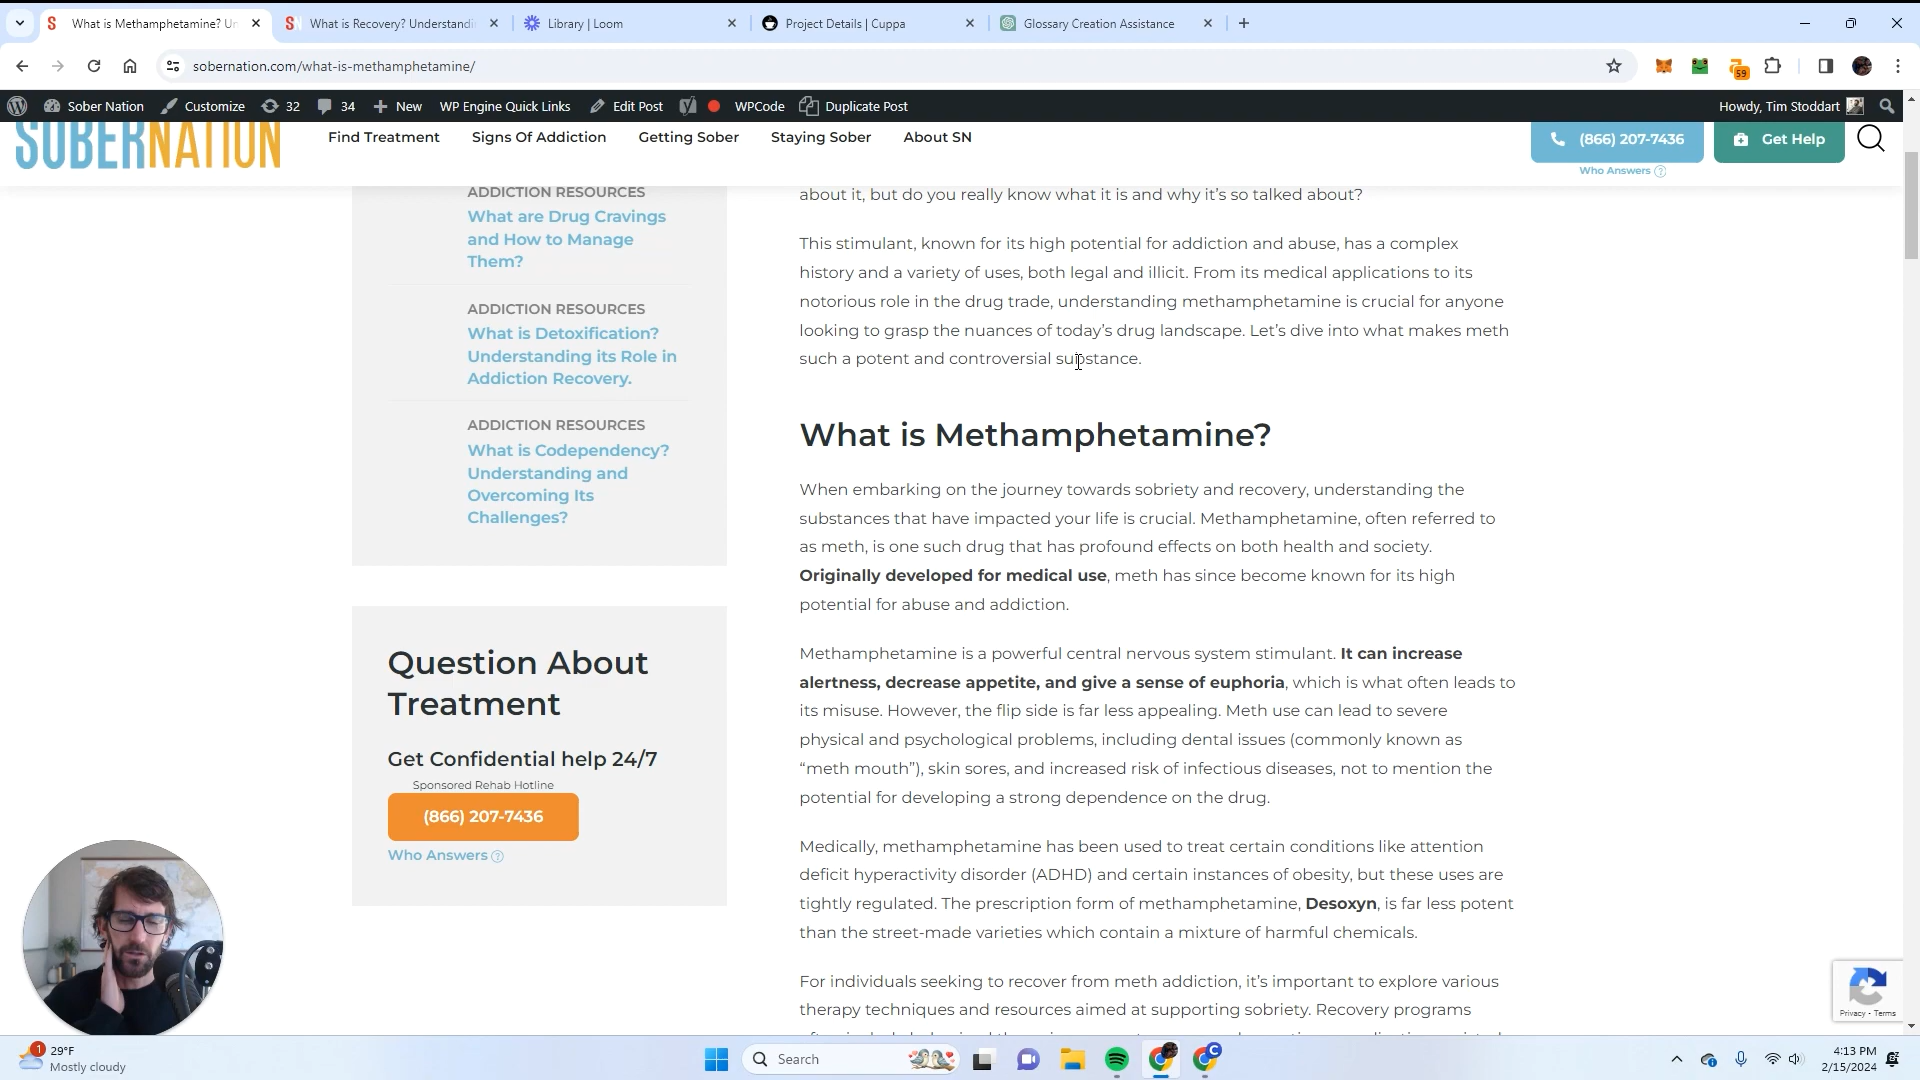 What is Methamphetamine? Un
What is Recovery? Understandi
Library | Loom
Project Details | Cuppa
Glossary Creation Assistance
sobernation.com/what-is-methamphetamine/
59
Sober Nation
Customize
32
34
New
WP Engine Quick Links
Edit Post
WPCode
Duplicate Post
Howdy, Tim Stoddart
SOBERNATION
Find Treatment
Signs Of Addiction
Getting Sober
Staying Sober
About SN
(866) 207-7436
Get Help
Who Answers ?
ADDICTION RESOURCES
What are Drug Cravings
and How to Manage
Them?
ADDICTION RESOURCES
What is Detoxification?
Understanding its Role in
Addiction Recovery.
ADDICTION RESOURCES
What is Codependency?
Understanding and
Overcoming Its
Challenges?
Question About
Treatment
Get Confidential help 24/7
Sponsored Rehab Hotline
(866) 207-7436
Who Answers ?
about it, but do you really know what it is and why it's so talked about?
This stimulant, known for its high potential for addiction and abuse, has a complex
history and a variety of uses, both legal and illicit. From its medical applications to its
notorious role in the drug trade, understanding methamphetamine is crucial for anyone
looking to grasp the nuances of today's drug landscape. Let's dive into what makes meth
such a potent and controversial substance.
What is Methamphetamine?
When embarking on the journey towards sobriety and recovery, understanding the
substances that have impacted your life is crucial. Methamphetamine, often referred to
as meth, is one such drug that has profound effects on both health and society.
Originally developed for medical use, meth has since become known for its high
potential for abuse and addiction.
Methamphetamine is a powerful central nervous system stimulant. It can increase
alertness, decrease appetite, and give a sense of euphoria, which is what often leads to
its misuse. However, the flip side is far less appealing. Meth use can lead to severe
physical and psychological problems, including dental issues (commonly known as
“meth mouth”), skin sores, and increased risk of infectious diseases, not to mention the
potential for developing a strong dependence on the drug.
Medically, methamphetamine has been used to treat certain conditions like attention
deficit hyperactivity disorder (ADHD) and certain instances of obesity, but these uses are
tightly regulated. The prescription form of methamphetamine, Desoxyn, is far less potent
than the street-made varieties which contain a mixture of harmful chemicals.
For individuals seeking to recover from meth addiction, it's important to explore various
therapy techniques and resources aimed at supporting sobriety. Recovery programs
Privacy - Terms
1
29°F
Mostly cloudy
Search
4:13 PM
2/15/2024